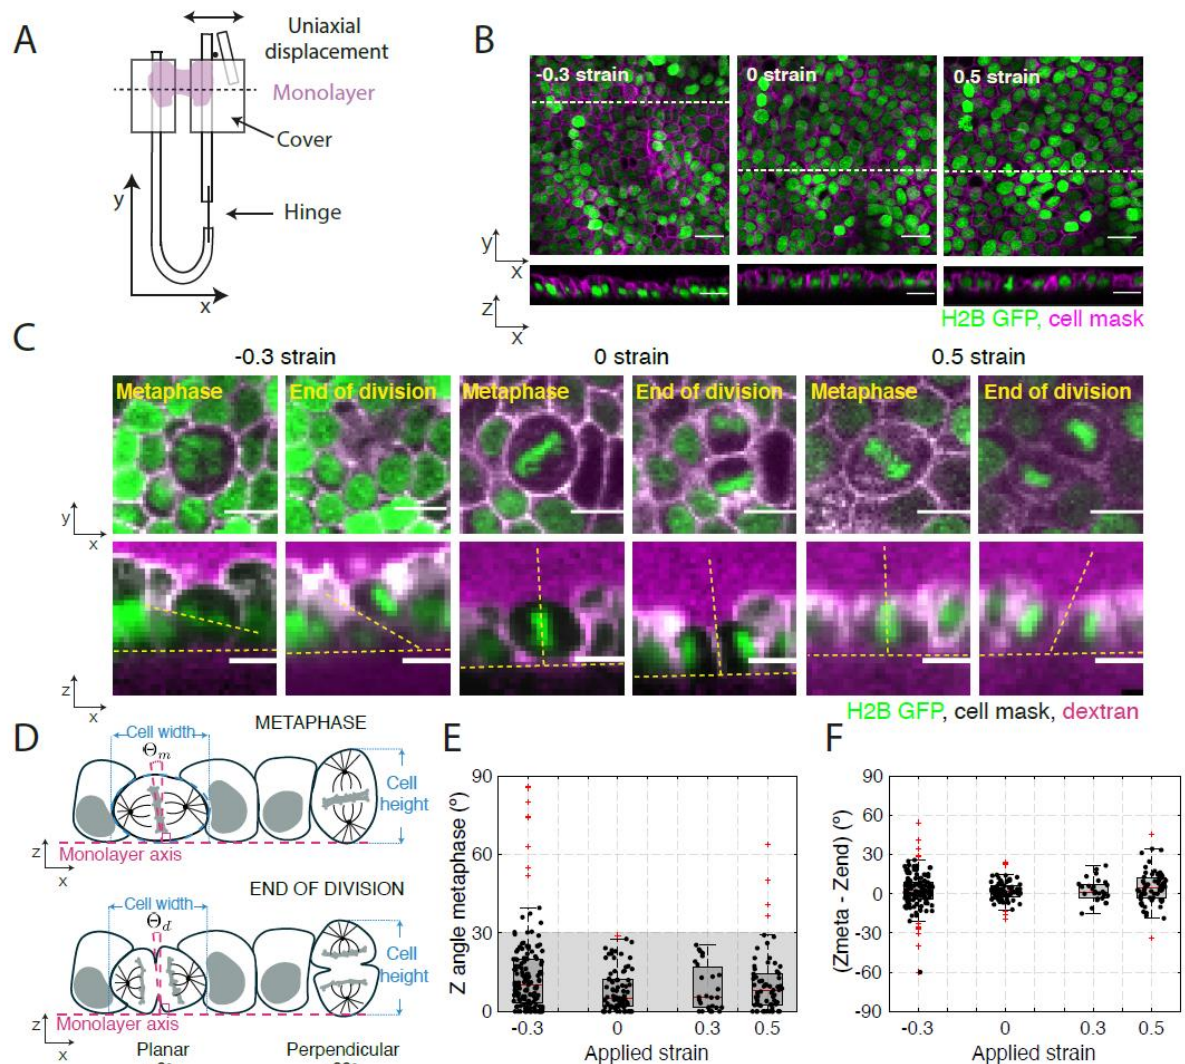 A
Uniaxial
displacement
Monolayer
Cover
Hinge
y
x
B
-0.3 strain
0 strain
0.5 strain
y
x
z
x
H2B GFP, cell mask
C
-0.3 strain
0 strain
0.5 strain
Metaphase
End of division
Metaphase
End of division
Metaphase
End of division
y
x
z
x
H2B GFP, cell mask, dextran
D
METAPHASE
Cell width
Θm
Cell
height
z
Monolayer axis
x
END OF DIVISION
Cell width
Θd
Cell
height
z
Monolayer axis
x
Planar
Perpendicular
E
Z angle metaphase (°)
90
60
30
0
-0.3
0
0.3
0.5
Applied strain
F
(Zmeta - Zend) (°)
90
60
30
0
-30
-60
-90
-0.3
0
0.3
0.5
Applied strain